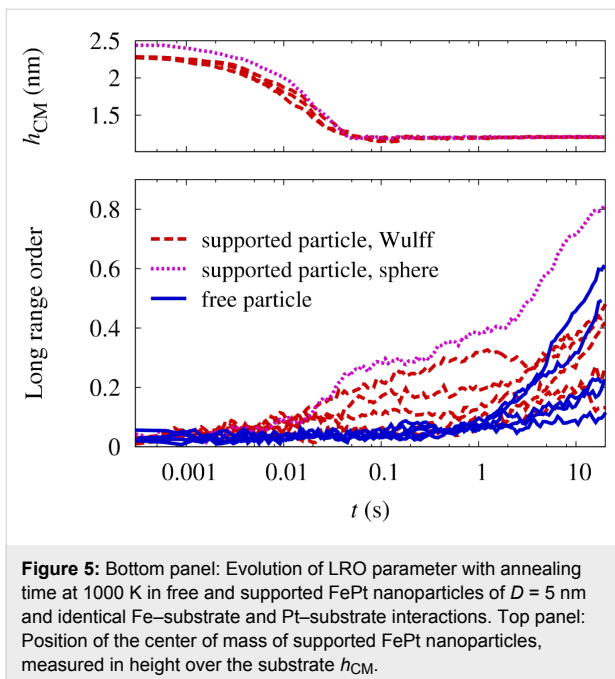 2.5
2
1.5
h_CM (nm)
0.8
0.6
0.4
0.2
0
Long range order
supported particle, Wulff
supported particle, sphere
free particle
0.001 0.01 0.1 1 10
t (s)
Figure 5: Bottom panel: Evolution of LRO parameter with annealing
time at 1000 K in free and supported FePt nanoparticles of D = 5 nm
and identical Fe–substrate and Pt–substrate interactions. Top panel:
Position of the center of mass of supported FePt nanoparticles,
measured in height over the substrate h_CM.